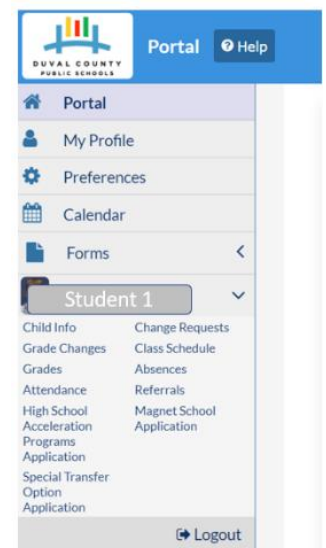 DUVAL COUNTY
PUBLIC SCHOOLS
Portal
Help
Portal
My Profile
Preferences
Calendar
Forms
Student 1
Child Info
Change Requests
Grade Changes
Class Schedule
Grades
Absences
Attendance
Referrals
High School
Acceleration
Programs
Application
Magnet School
Application
Special Transfer
Option
Application
Logout